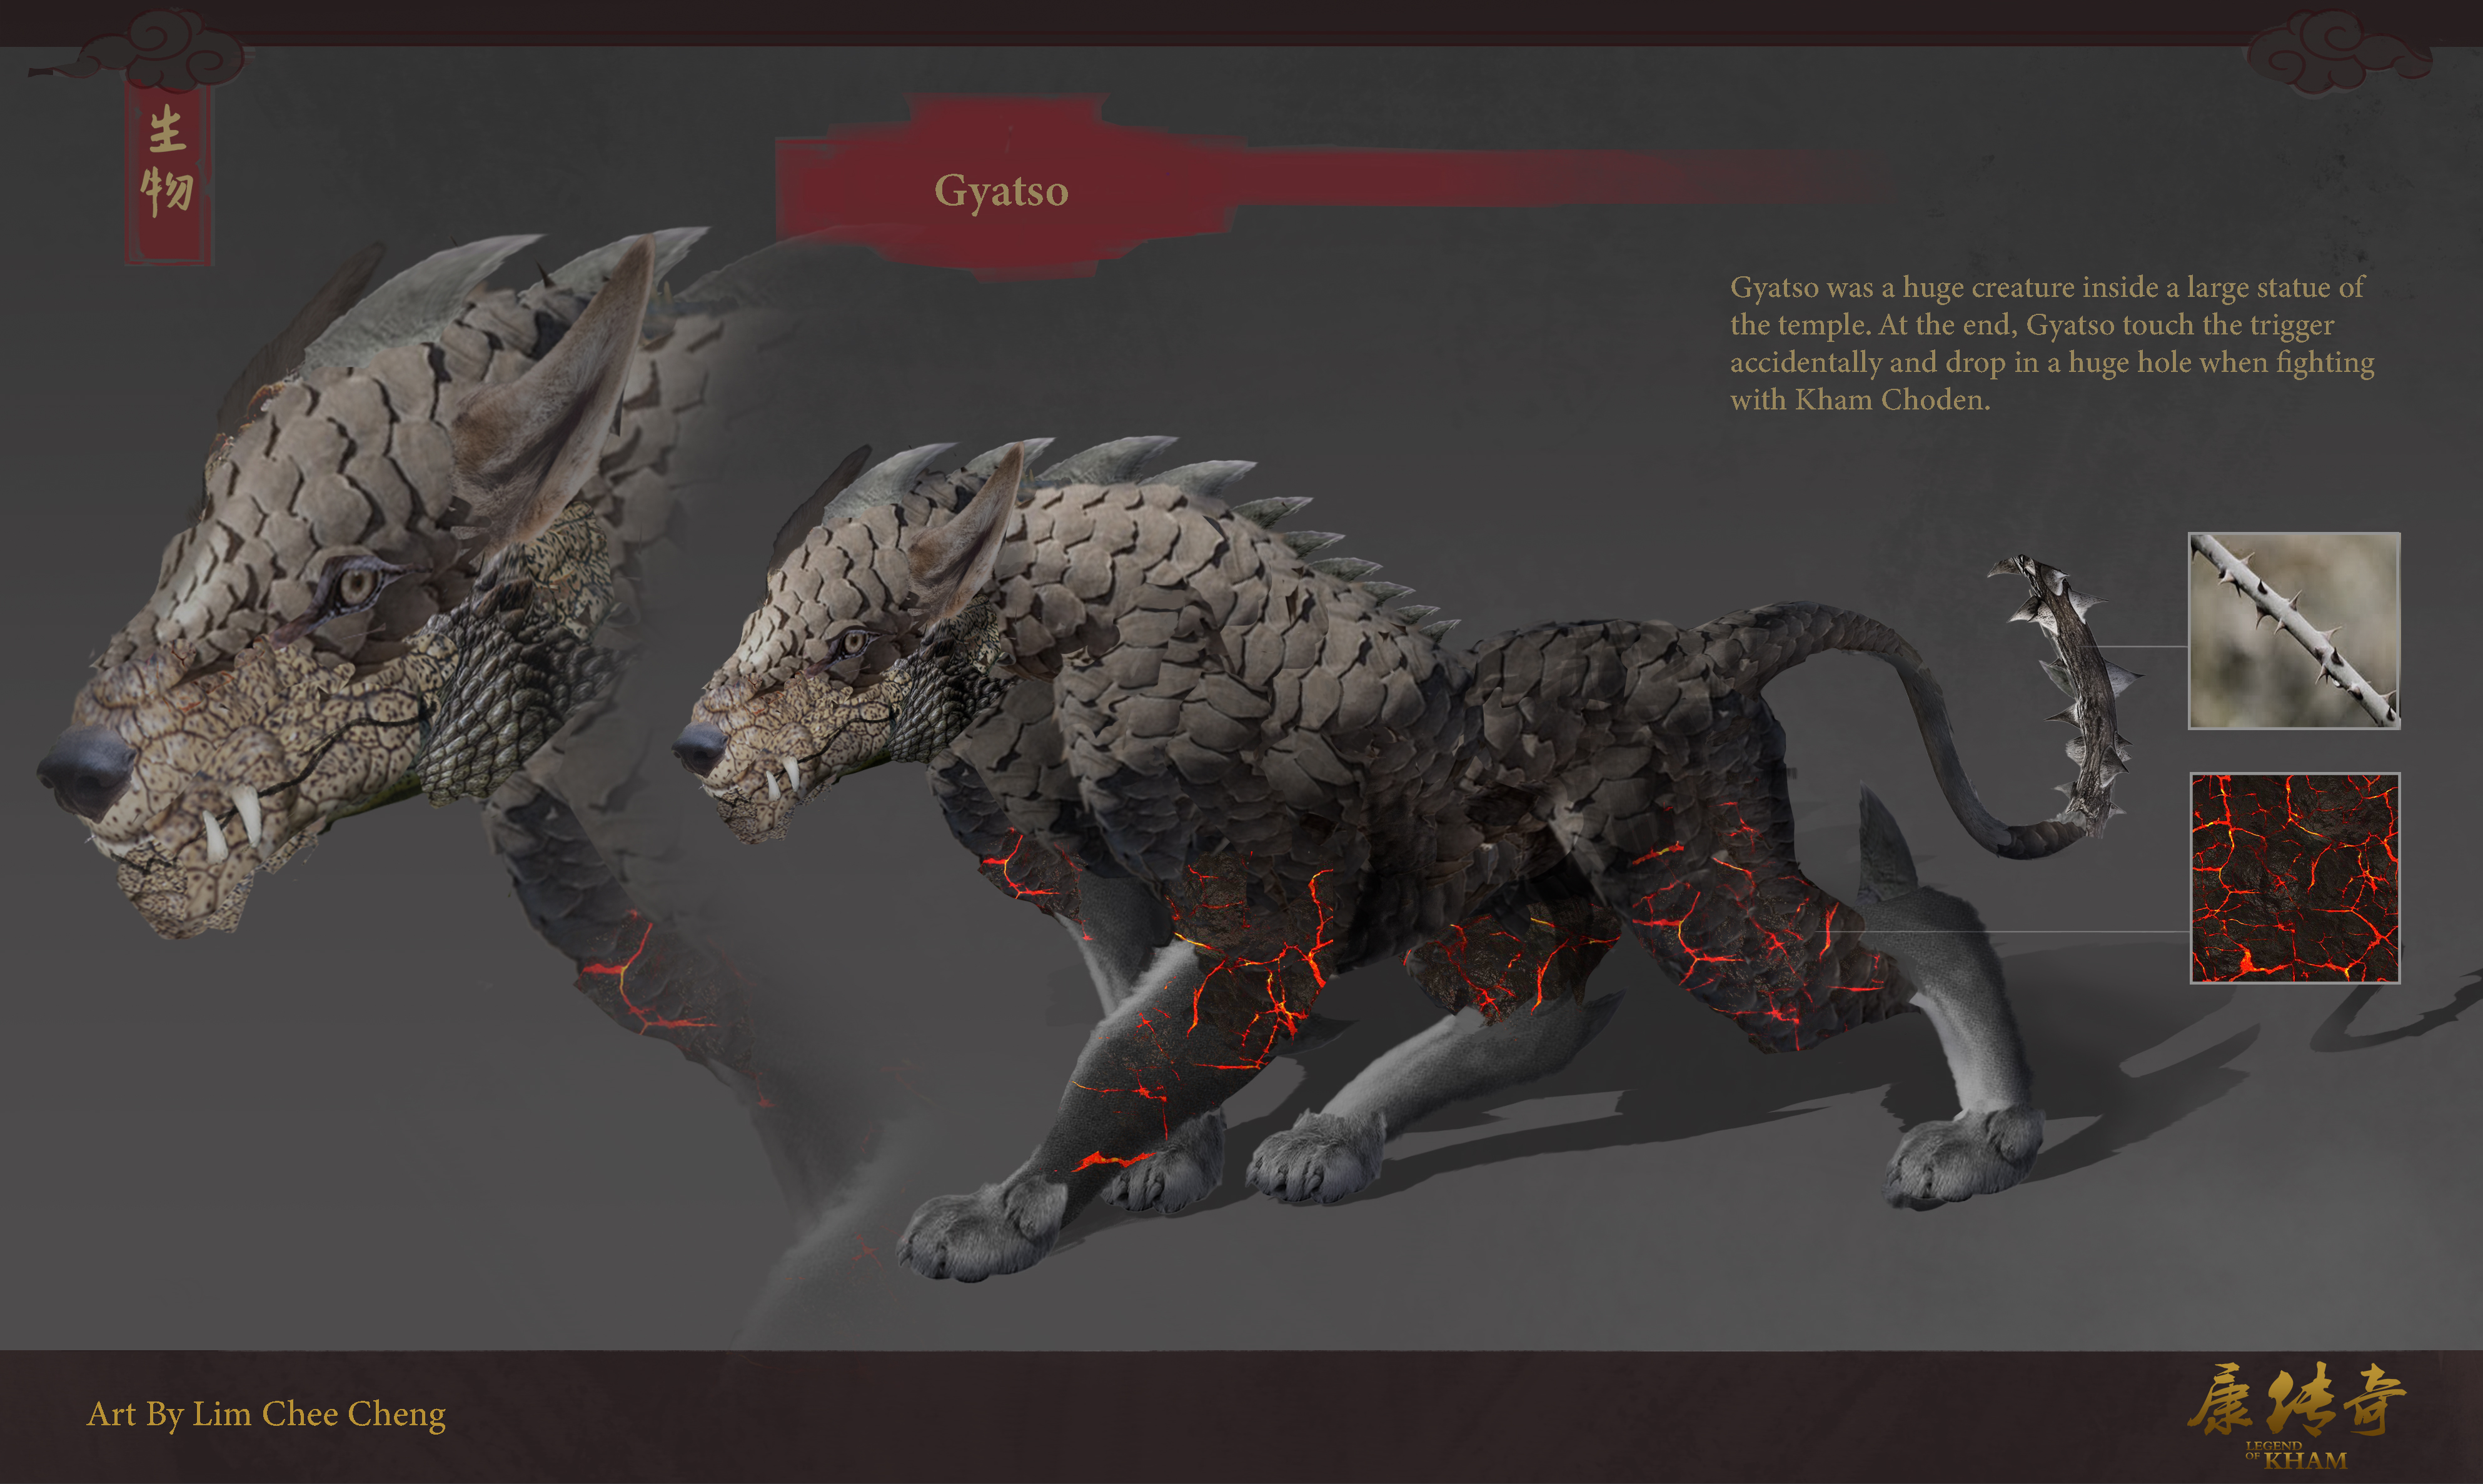 生
物
Gyatso
Gyatso was a huge creature inside a large statue of
the temple. At the end, Gyatso touch the trigger
accidentally and drop in a huge hole when fighting
with Kham Choden.
Art By Lim Chee Cheng
康传奇
LEGEND
OF KHAM